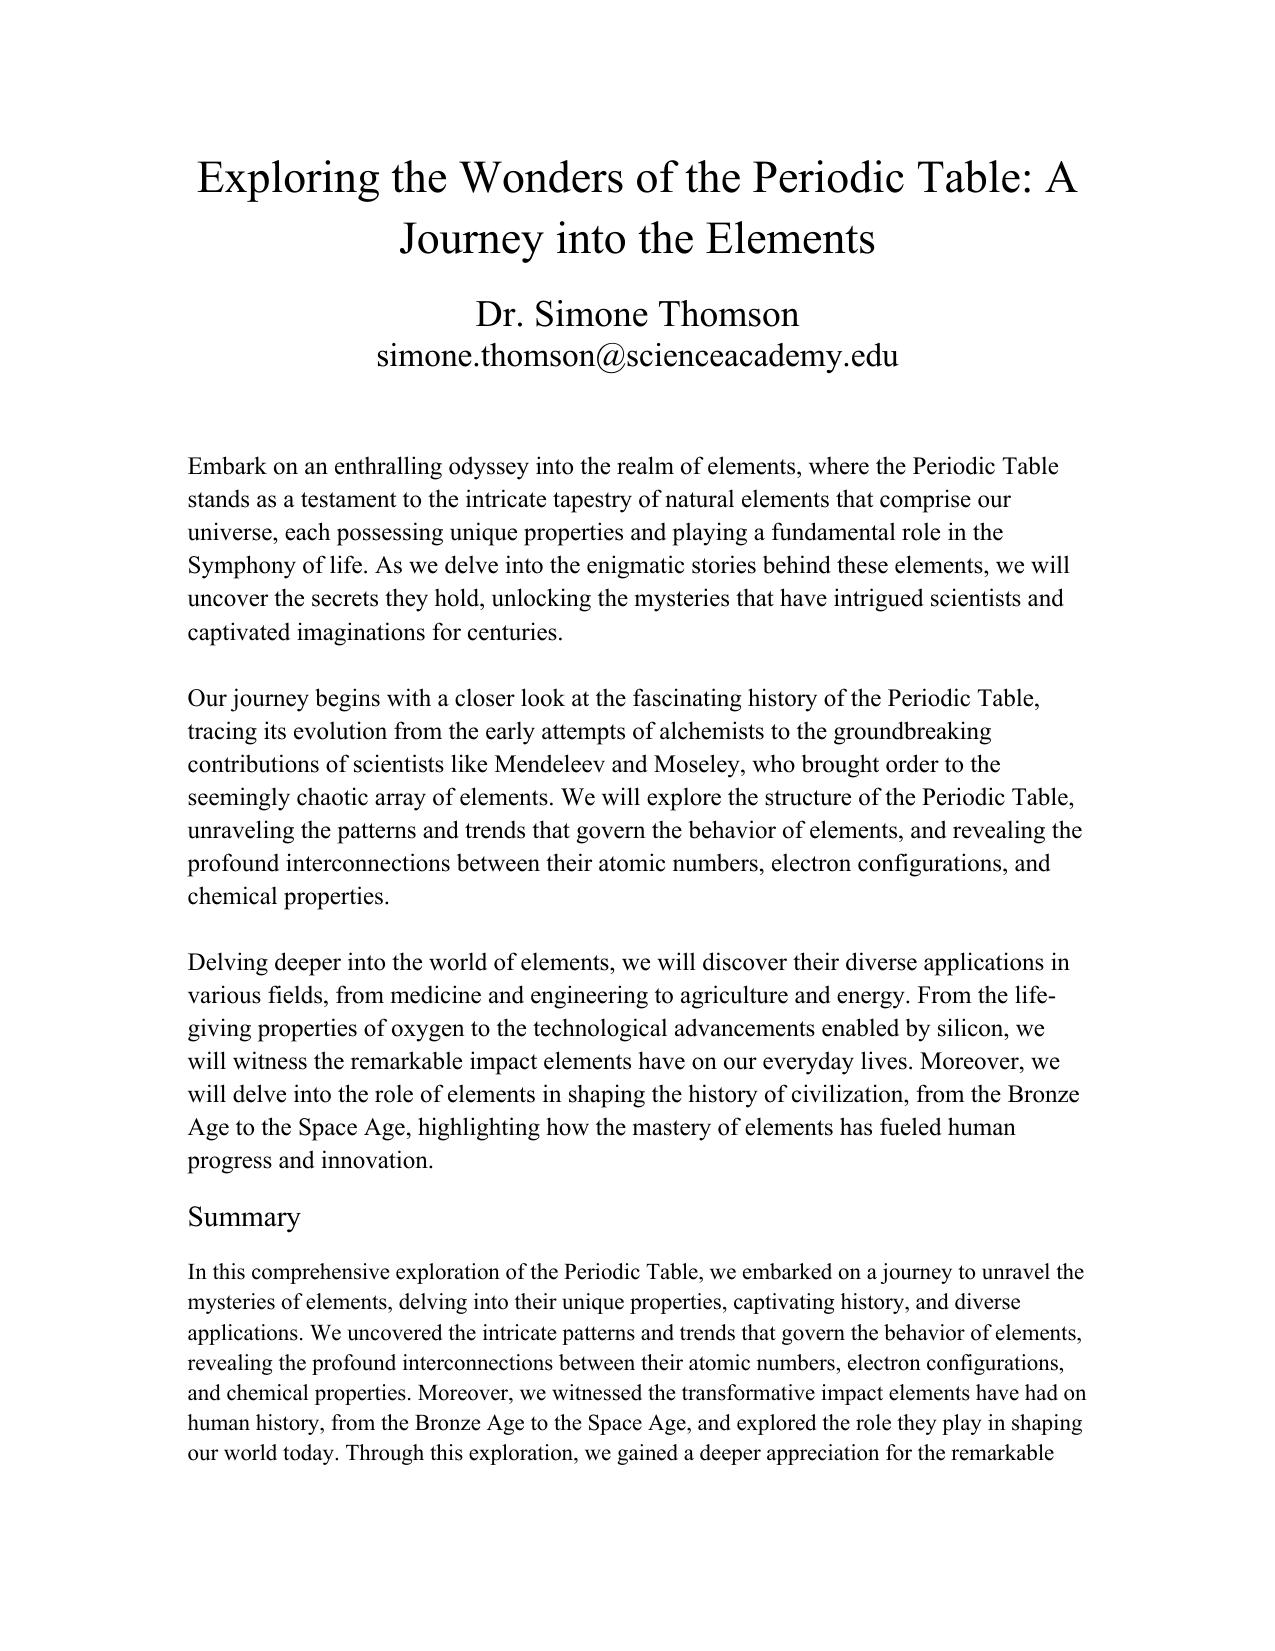 Exploring the Wonders of the Periodic Table: A
Journey into the Elements
Dr. Simone Thomson
simone.thomson@scienceacademy.edu
Embark on an enthralling odyssey into the realm of elements, where the Periodic Table
stands as a testament to the intricate tapestry of natural elements that comprise our
universe, each possessing unique properties and playing a fundamental role in the
Symphony of life. As we delve into the enigmatic stories behind these elements, we will
uncover the secrets they hold, unlocking the mysteries that have intrigued scientists and
captivated imaginations for centuries.
Our journey begins with a closer look at the fascinating history of the Periodic Table,
tracing its evolution from the early attempts of alchemists to the groundbreaking
contributions of scientists like Mendeleev and Moseley, who brought order to the
seemingly chaotic array of elements. We will explore the structure of the Periodic Table,
unraveling the patterns and trends that govern the behavior of elements, and revealing the
profound interconnections between their atomic numbers, electron configurations, and
chemical properties.
Delving deeper into the world of elements, we will discover their diverse applications in
various fields, from medicine and engineering to agriculture and energy. From the life-
giving properties of oxygen to the technological advancements enabled by silicon, we
will witness the remarkable impact elements have on our everyday lives. Moreover, we
will delve into the role of elements in shaping the history of civilization, from the Bronze
Age to the Space Age, highlighting how the mastery of elements has fueled human
progress and innovation.
Summary
In this comprehensive exploration of the Periodic Table, we embarked on a journey to unravel the
mysteries of elements, delving into their unique properties, captivating history, and diverse
applications. We uncovered the intricate patterns and trends that govern the behavior of elements,
revealing the profound interconnections between their atomic numbers, electron configurations,
and chemical properties. Moreover, we witnessed the transformative impact elements have had on
human history, from the Bronze Age to the Space Age, and explored the role they play in shaping
our world today. Through this exploration, we gained a deeper appreciation for the remarkable